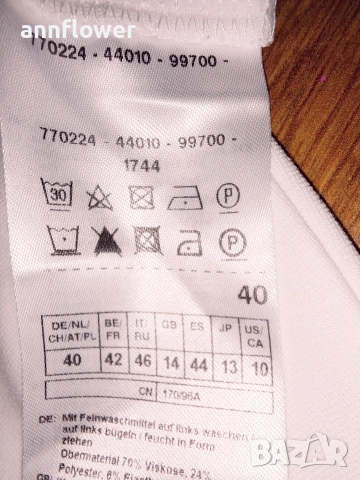 annflower
770224 - 44010 - 99700 -
770224 - 44010 - 99700 -
1744
30 P
P
40
DE/NL/ BE/ IT/ GB ES JP US/
CH/AT/PL FR RU CA
40 42 46 14 44 13 10
CN 170/96A
DE: Mit Feinwaschmittel auf links waschen
auf links bügeln / feucht in Form
ziehen
Obermaterial 70% Viskose, 24%
Polyester, 6%
BAZAR